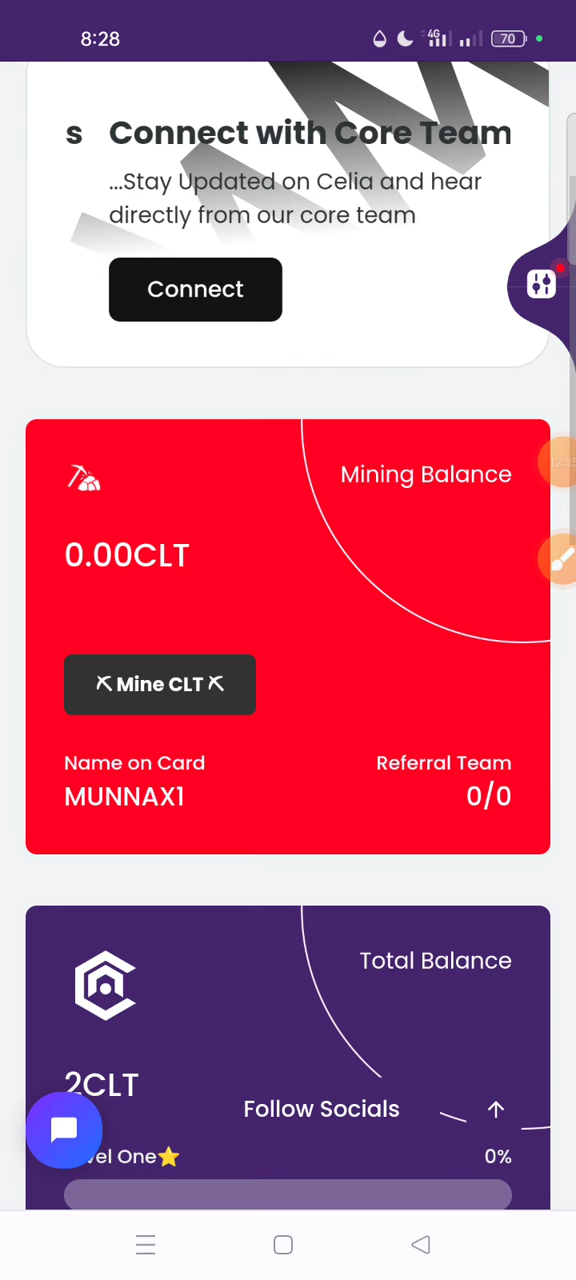 8:28
4G
70
s Connect with Core Team
...Stay Updated on Celia and hear
directly from our core team
Connect
Mining Balance
0.00CLT
⛏Mine CLT⛏
Name on Card Referral Team
MUNNAX1 0/0
Total Balance
2CLT
Follow Socials
vel One⭐ 0%